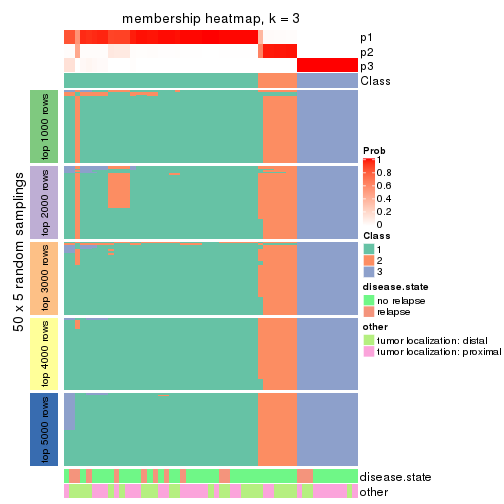 membership heatmap, k = 3
p1
p2
p3
Class
50 x 5 random samplings
top 1000 rows
top 2000 rows
top 3000 rows
top 4000 rows
top 5000 rows
Prob
1
0.8
0.6
0.4
0.2
0
Class
1
2
3
disease.state
no relapse
relapse
other
tumor localization: distal
tumor localization: proximal
disease.state
other